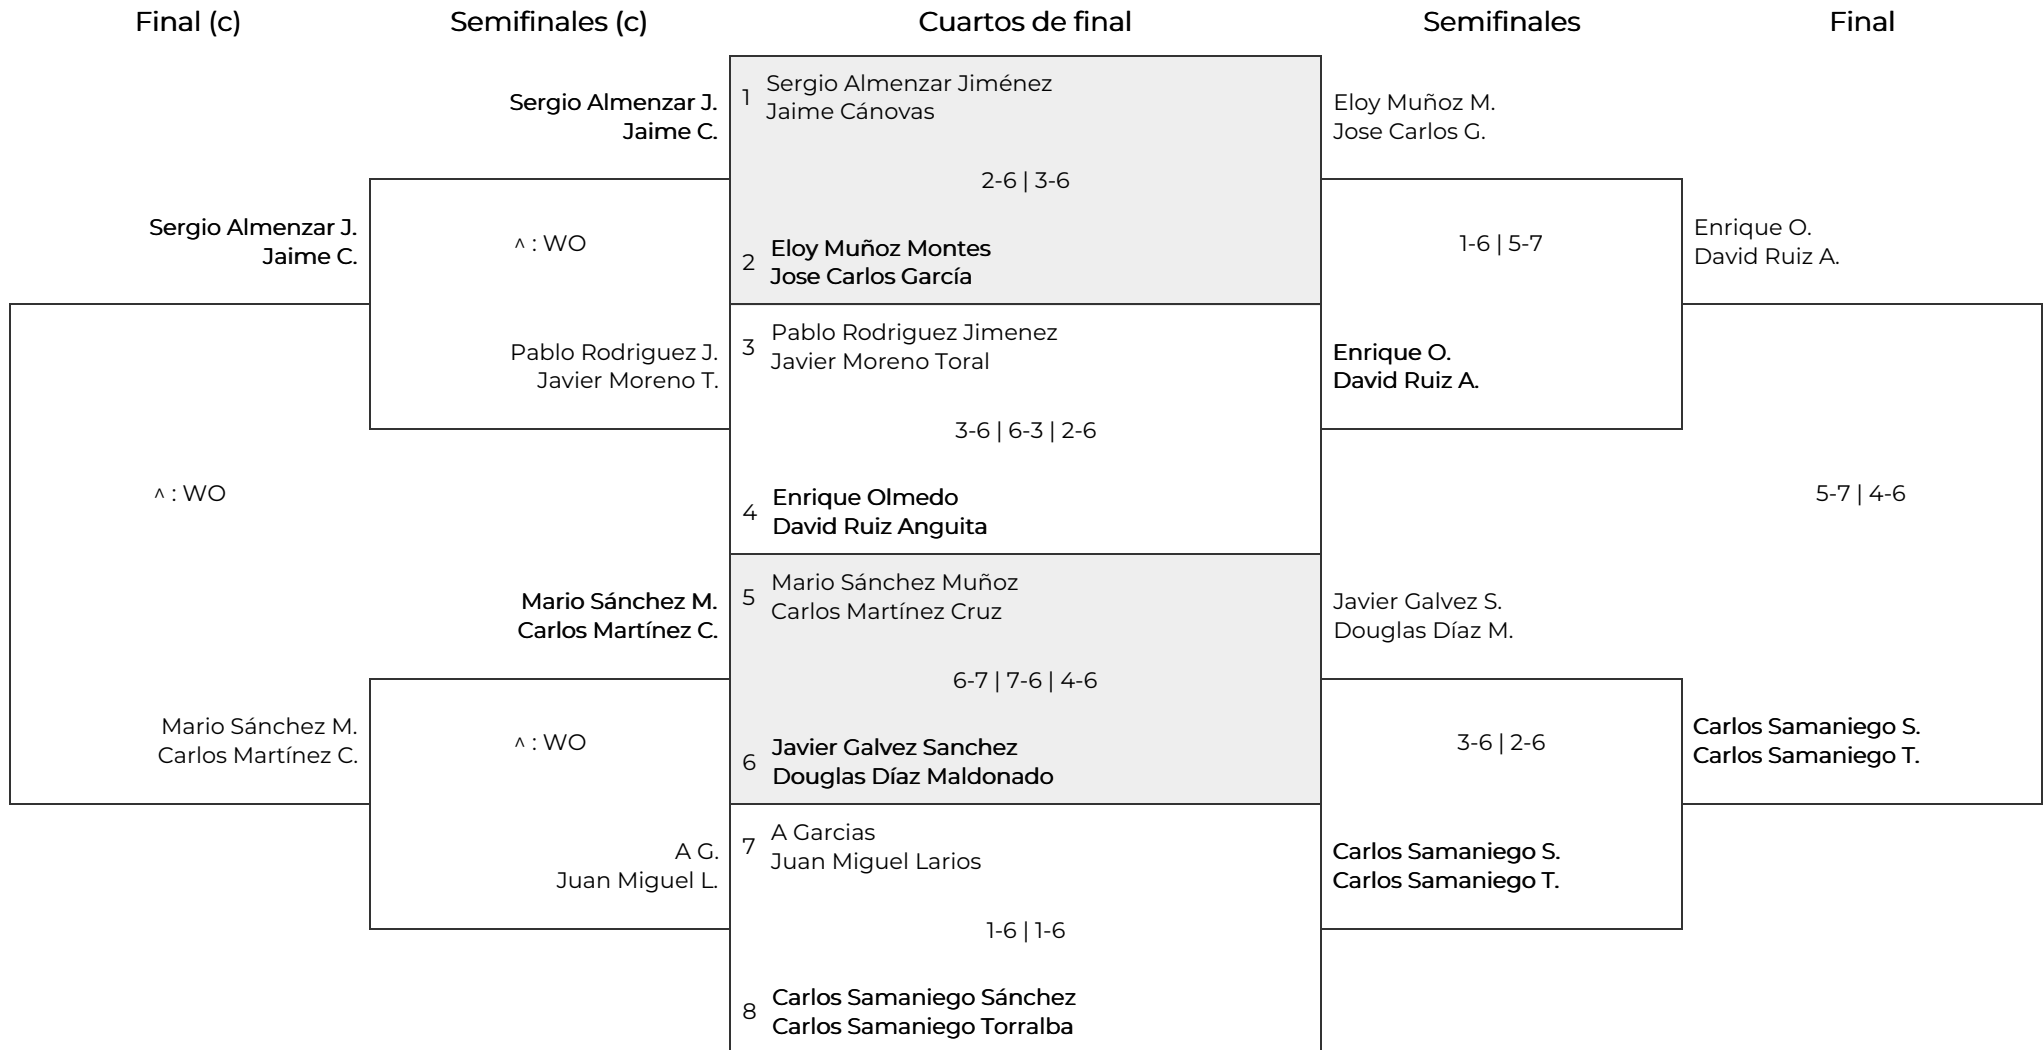 Final (c)
Semifinales (c)
Cuartos de final
Semifinales
Final
Sergio Almenzar J.
Jaime C.
^ : WO
Mario Sánchez M.
Carlos Martínez C.
Sergio Almenzar J.
Jaime C.
^ : WO
Pablo Rodriguez J.
Javier Moreno T.
Mario Sánchez M.
Carlos Martínez C.
^ : WO
A G.
Juan Miguel L.
1
Sergio Almenzar Jiménez
Jaime Cánovas
2-6 | 3-6
2
Eloy Muñoz Montes
Jose Carlos García
3
Pablo Rodriguez Jimenez
Javier Moreno Toral
3-6 | 6-3 | 2-6
4
Enrique Olmedo
David Ruiz Anguita
5
Mario Sánchez Muñoz
Carlos Martínez Cruz
6-7 | 7-6 | 4-6
6
Javier Galvez Sanchez
Douglas Díaz Maldonado
7
A Garcias
Juan Miguel Larios
1-6 | 1-6
8
Carlos Samaniego Sánchez
Carlos Samaniego Torralba
Eloy Muñoz M.
Jose Carlos G.
1-6 | 5-7
Enrique O.
David Ruiz A.
Javier Galvez S.
Douglas Díaz M.
3-6 | 2-6
Carlos Samaniego S.
Carlos Samaniego T.
Enrique O.
David Ruiz A.
5-7 | 4-6
Carlos Samaniego S.
Carlos Samaniego T.